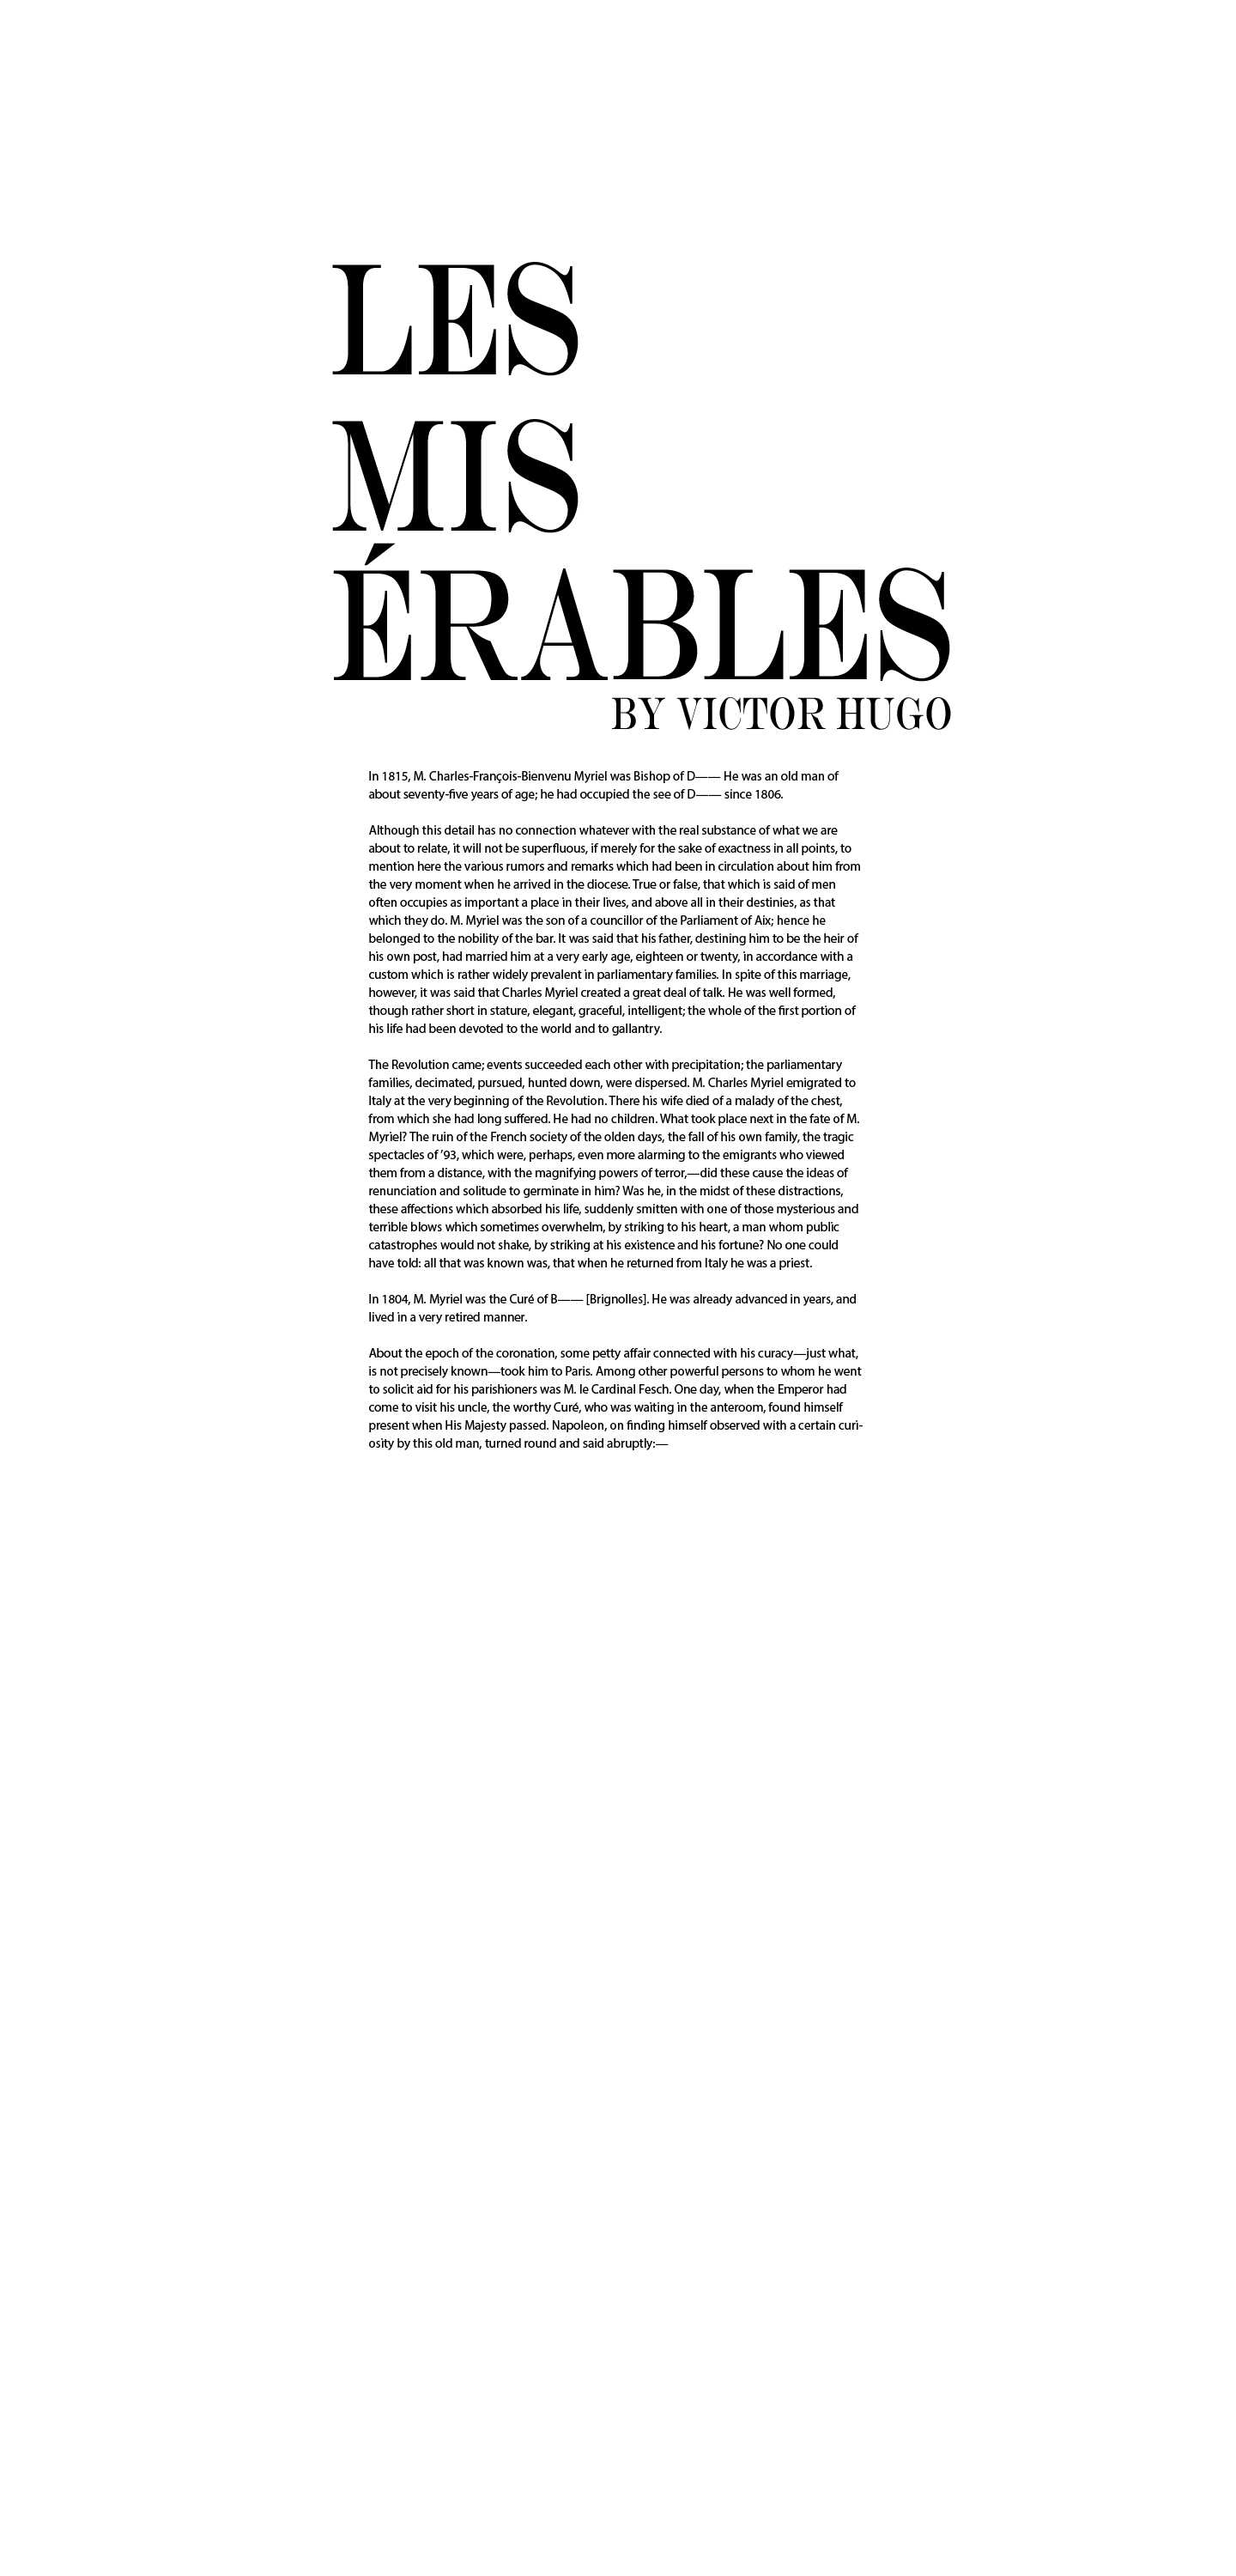 LES
MIS
ÉRABLES
BY VICTOR HUGO
In 1815, M. Charles-François-Bienvenu Myriel was Bishop of D—— He was an old man of
about seventy-five years of age; he had occupied the see of D—— since 1806.
Although this detail has no connection whatever with the real substance of what we are
about to relate, it will not be superfluous, if merely for the sake of exactness in all points, to
mention here the various rumors and remarks which had been in circulation about him from
the very moment when he arrived in the diocese. True or false, that which is said of men
often occupies as important a place in their lives, and above all in their destinies, as that
which they do. M. Myriel was the son of a councillor of the Parliament of Aix; hence he
belonged to the nobility of the bar. It was said that his father, destining him to be the heir of
his own post, had married him at a very early age, eighteen or twenty, in accordance with a
custom which is rather widely prevalent in parliamentary families. In spite of this marriage,
however, it was said that Charles Myriel created a great deal of talk. He was well formed,
though rather short in stature, elegant, graceful, intelligent; the whole of the first portion of
his life had been devoted to the world and to gallantry.
The Revolution came; events succeeded each other with precipitation; the parliamentary
families, decimated, pursued, hunted down, were dispersed. M. Charles Myriel emigrated to
Italy at the very beginning of the Revolution. There his wife died of a malady of the chest,
from which she had long suffered. He had no children. What took place next in the fate of M.
Myriel? The ruin of the French society of the olden days, the fall of his own family, the tragic
spectacles of ’93, which were, perhaps, even more alarming to the emigrants who viewed
them from a distance, with the magnifying powers of terror,—did these cause the ideas of
renunciation and solitude to germinate in him? Was he, in the midst of these distractions,
these affections which absorbed his life, suddenly smitten with one of those mysterious and
terrible blows which sometimes overwhelm, by striking to his heart, a man whom public
catastrophes would not shake, by striking at his existence and his fortune? No one could
have told: all that was known was, that when he returned from Italy he was a priest.
In 1804, M. Myriel was the Curé of B—— [Brignolles]. He was already advanced in years, and
lived in a very retired manner.
About the epoch of the coronation, some petty affair connected with his curacy—just what,
is not precisely known—took him to Paris. Among other powerful persons to whom he went
to solicit aid for his parishioners was M. le Cardinal Fesch. One day, when the Emperor had
come to visit his uncle, the worthy Curé, who was waiting in the anteroom, found himself
present when His Majesty passed. Napoleon, on finding himself observed with a certain curi-
osity by this old man, turned round and said abruptly:—